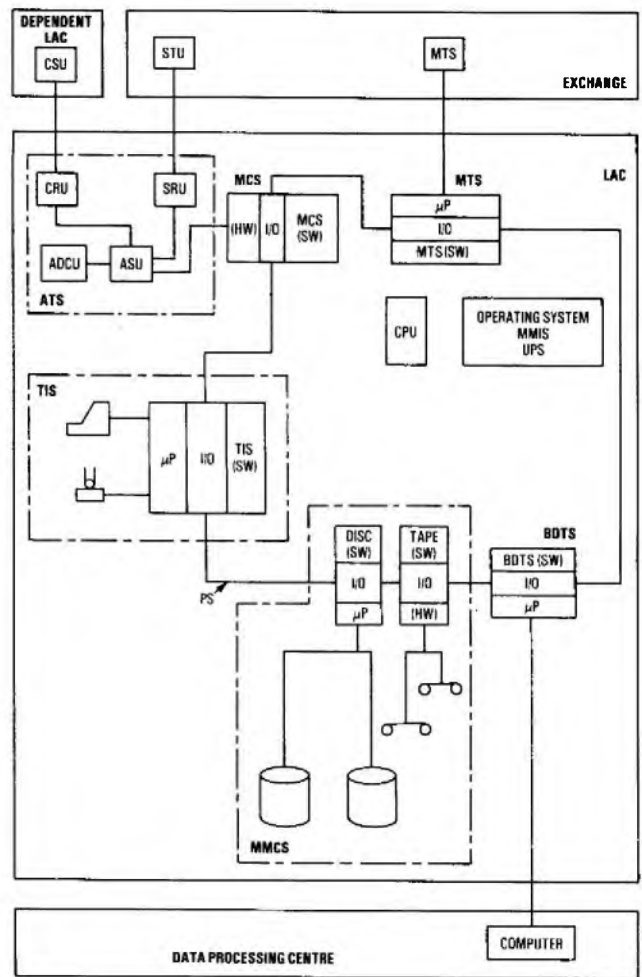 DEPENDENT
LAC
CSU
STU
MTS
EXCHANGE
LAC
CRU
SRU
ADCU
ASU
ATS
MCS
(HW)
I/O
MCS
(SW)
MTS
μP
I/O
MTS (SW)
CPU
OPERATING SYSTEM
MMIS
UPS
TIS
μP
I/O
TIS
(SW)
PS
DISC
(SW)
I/O
μP
TAPE
(SW)
I/O
(HW)
MMCS
BDTS
BDTS (SW)
I/O
μP
DATA PROCESSING CENTRE
COMPUTER